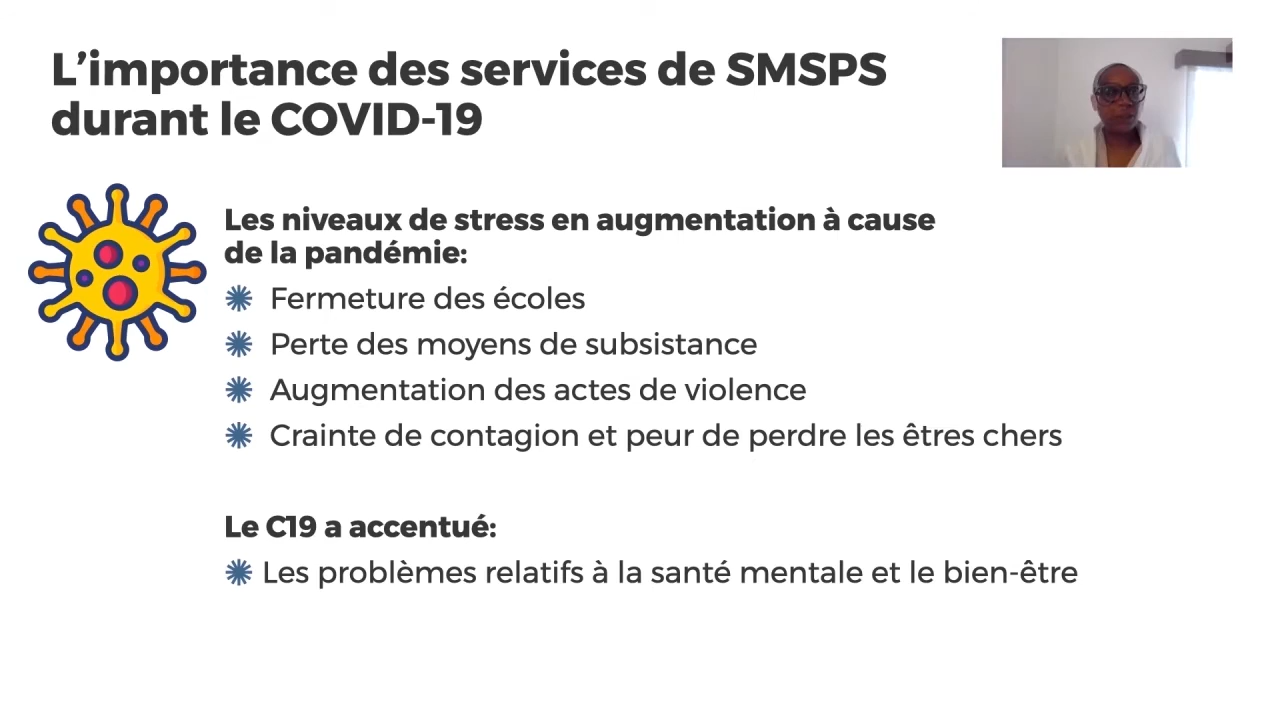 L’importance des services de SMSPS
durant le COVID-19
Les niveaux de stress en augmentation à cause
de la pandémie:
Fermeture des écoles
Perte des moyens de subsistance
Augmentation des actes de violence
Crainte de contagion et peur de perdre les êtres chers
Le C19 a accentué:
Les problèmes relatifs à la santé mentale et le bien-être